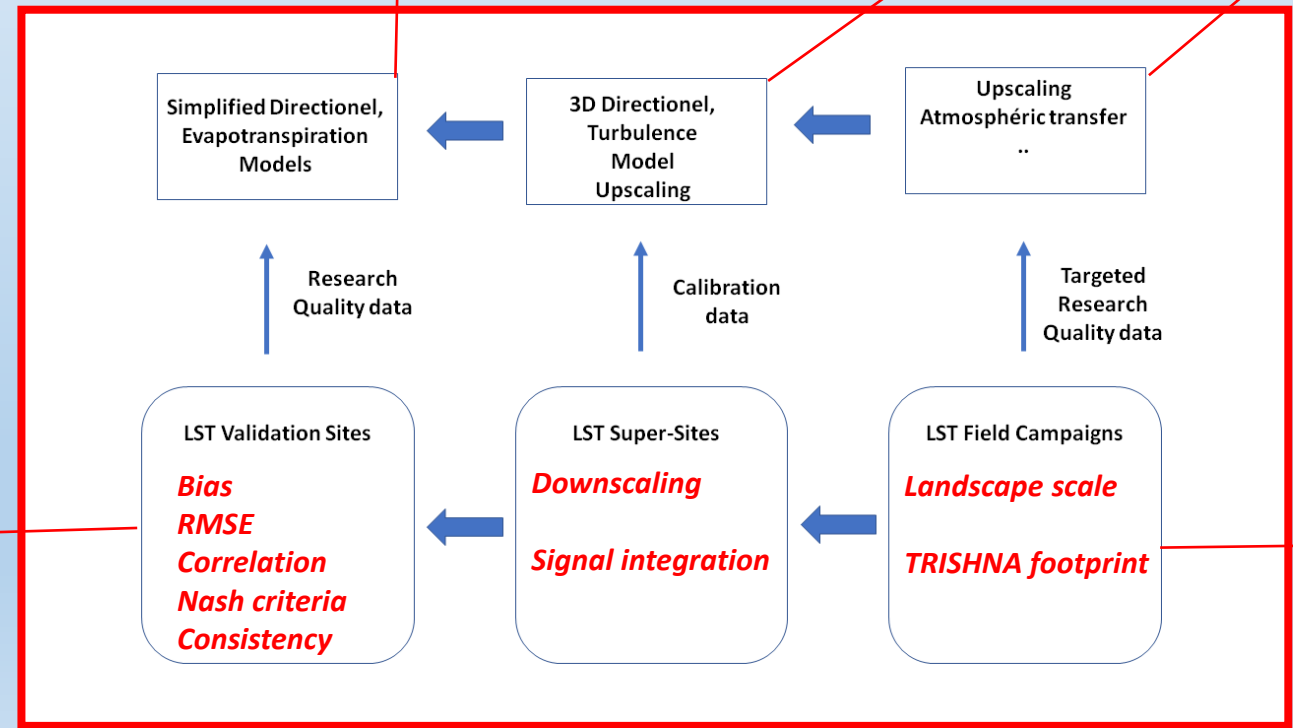 Simplified Directionel,
Evapotranspiration
Models
3D Directionel,
Turbulence
Model
Upscaling
Upscaling
Atmosphéric transfer
..
Research
Quality data
Calibration
data
Targeted
Research
Quality data
LST Validation Sites
Bias
RMSE
Correlation
Nash criteria
Consistency
LST Super-Sites
Downscaling
Signal integration
LST Field Campaigns
Landscape scale
TRISHNA footprint